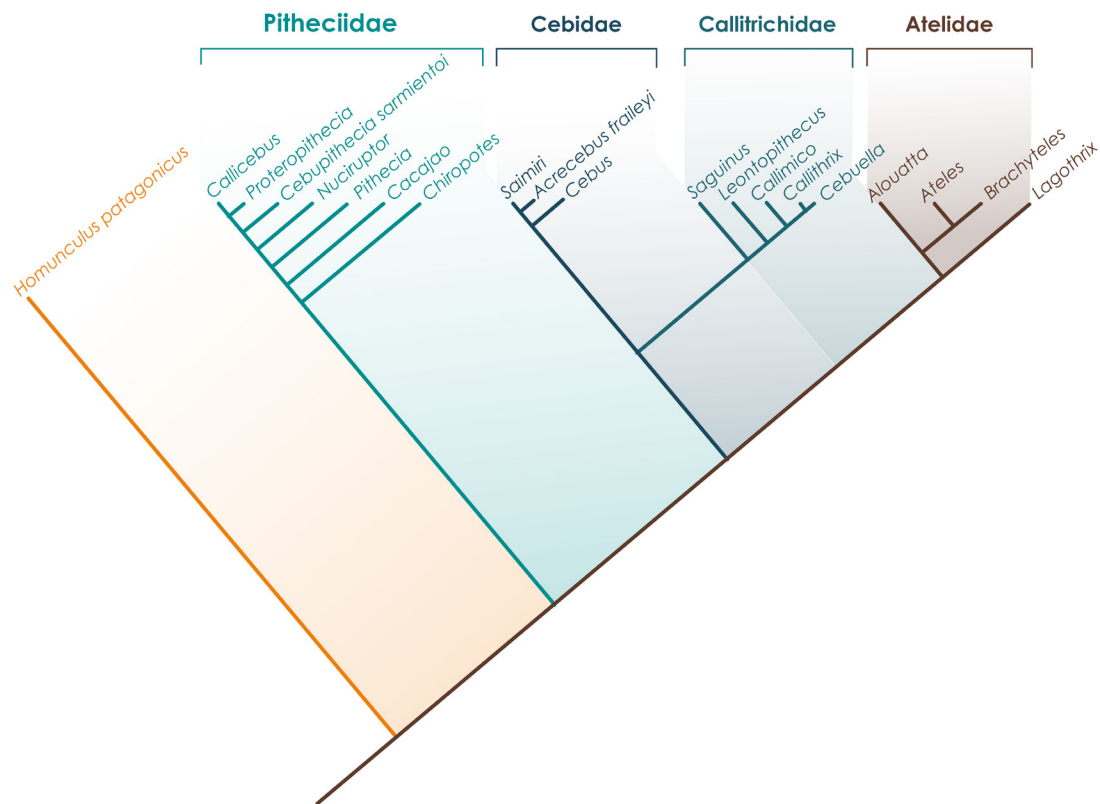 Pitheciidae
Cebidae
Callitrichidae
Atelidae
Homunculus patagonicus
Callicebus
Proteropithecia
Cebupithecia sarmientoi
Nuciruptor
Pithecia
Cacajao
Chiropotes
Saimiri
Acrecebus fraileyi
Cebus
Saguinus
Leontopithecus
Callimico
Callithrix
Cebuella
Alouatta
Ateles
Brachyteles
Lagothrix